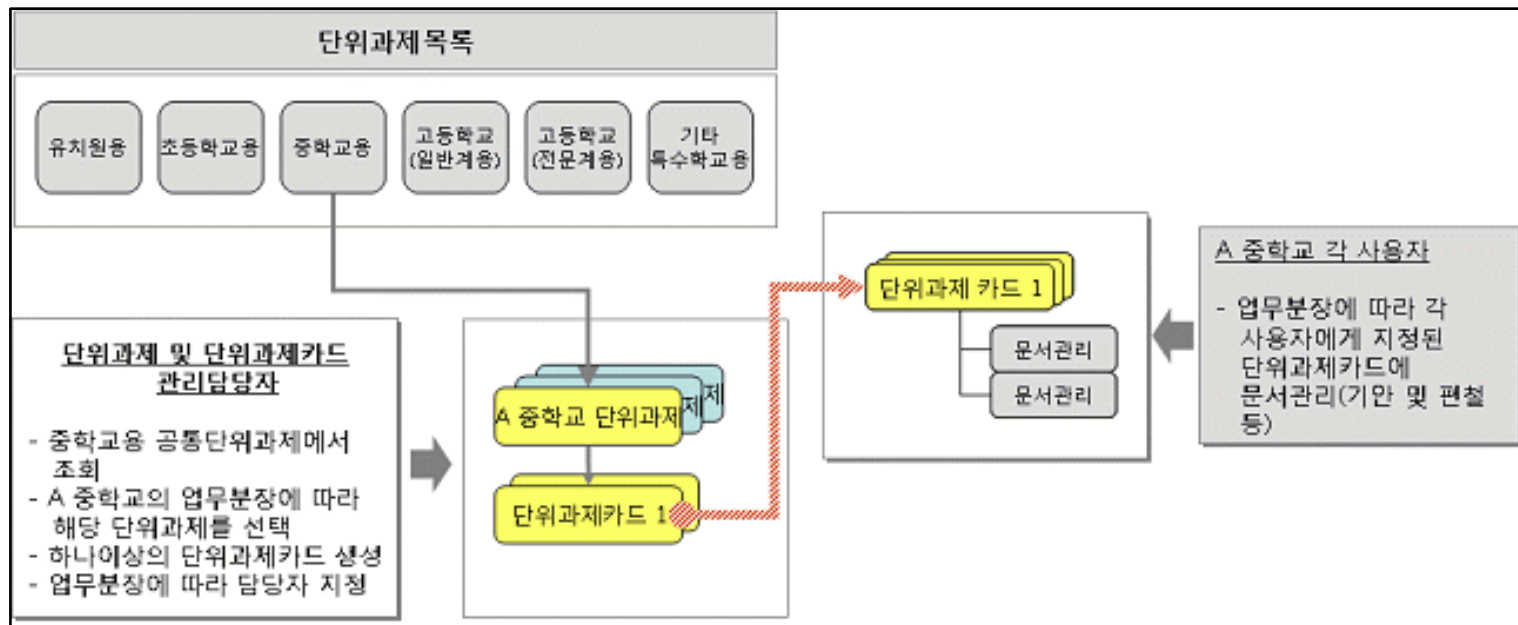 단위과제목록
유치원용
초등학교용
중학교용
고등학교
(일반계용)
고등학교
(전문계용)
기타
특수학교용
단위과제 및 단위과제카드
관리담당자
- 중학교용 공통단위과제에서
조회
- A 중학교의 업무분장에 따라
해당 단위과제를 선택
- 하나이상의 단위과제카드 생성
- 업무분장에 따라 담당자 지정
제
제
A 중학교 단위과제
단위과제카드 1
단위과제 카드 1
문서관리
문서관리
A 중학교 각 사용자
- 업무분장에 따라 각
사용자에게 지정된
단위과제카드에
문서관리(기안 및 편철
등)